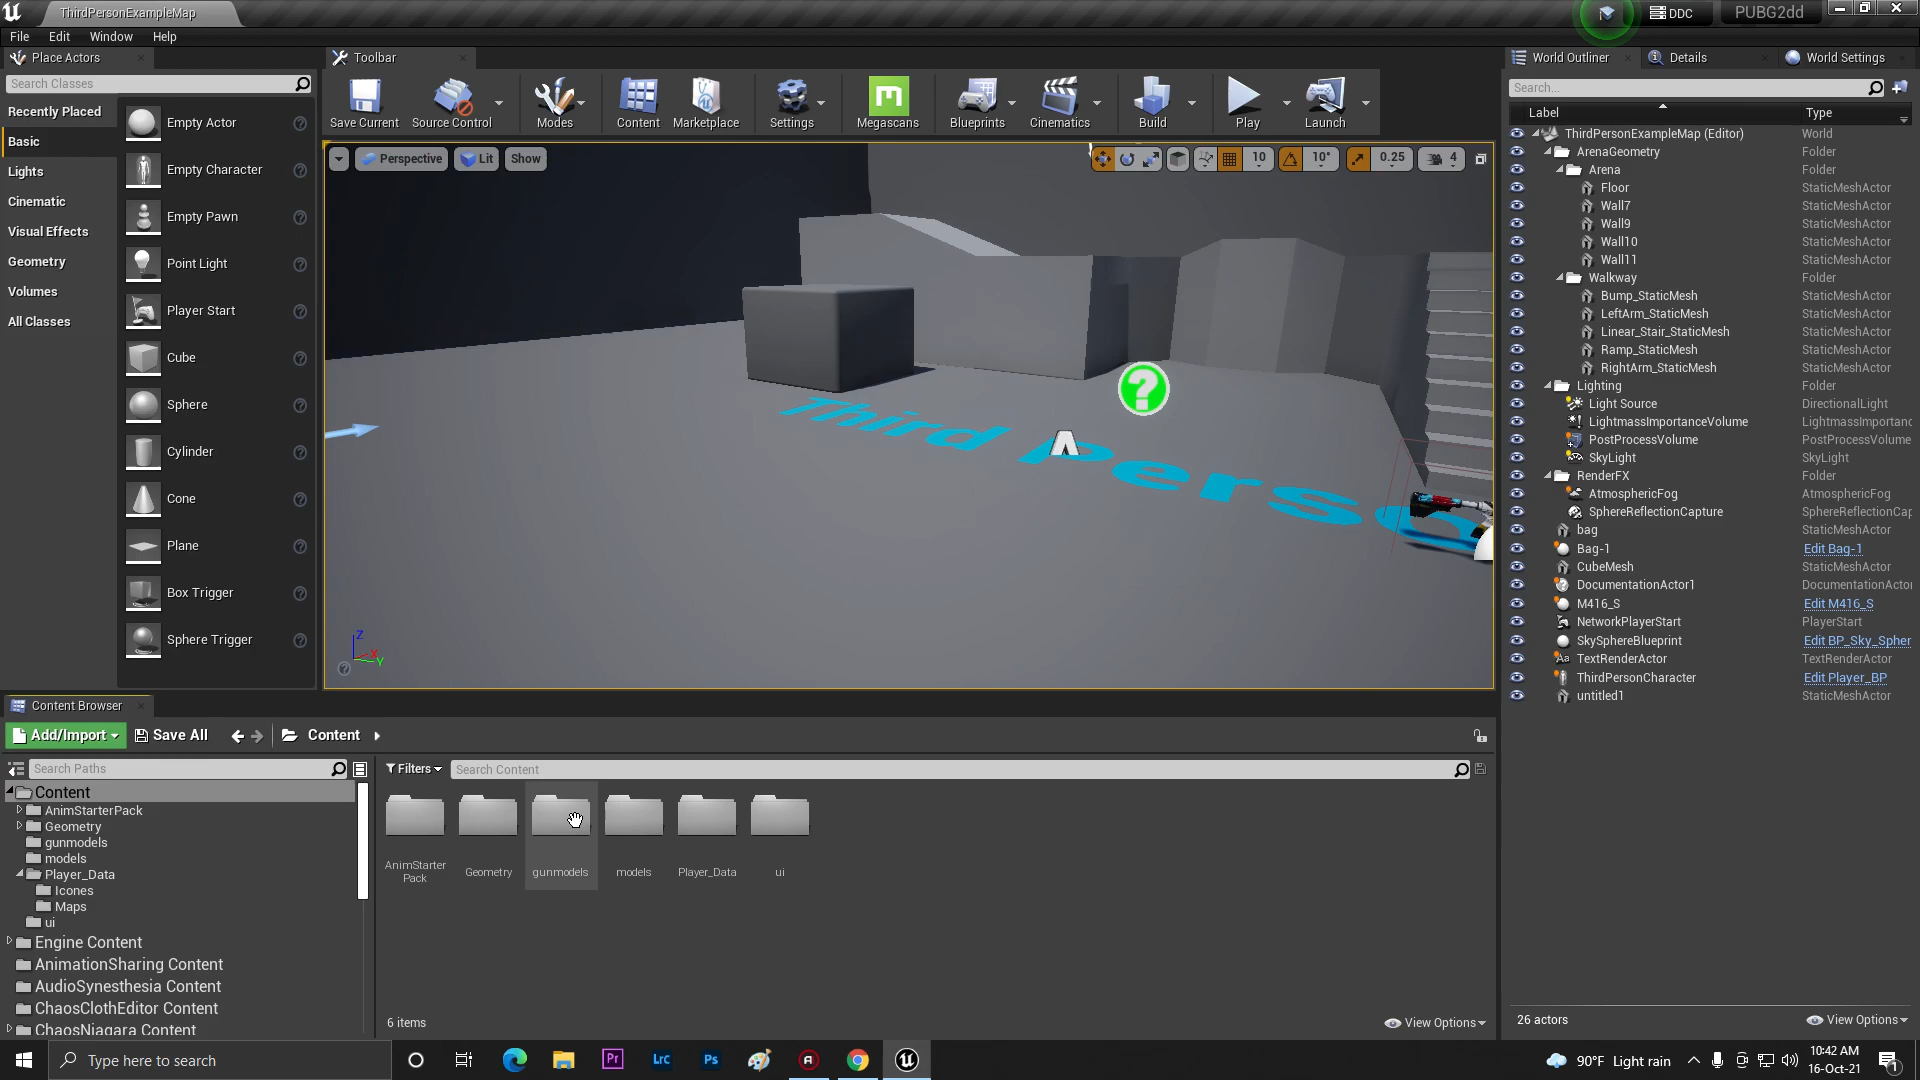 ThirdPersonExampleMap
DDC
PUBG2dd
File Edit Window Help
Place Actors
Search Classes
Recently Placed
Basic
Lights
Cinematic
Visual Effects
Geometry
Volumes
All Classes
Empty Actor
Empty Character
Empty Pawn
Point Light
Player Start
Cube
Sphere
Cylinder
Cone
Plane
Box Trigger
Sphere Trigger
Toolbar
Save Current
Source Control
Modes
Content
Marketplace
Settings
Megascans
Blueprints
Cinematics
Build
Play
Launch
Perspective
Lit
Show
10
10°
0.25
4
Third Perso
Z
X
Y
World Outliner
Details
World Settings
Search...
Label Type
ThirdPersonExampleMap (Editor) World
ArenaGeometry Folder
Arena Folder
Floor StaticMeshActor
Wall7 StaticMeshActor
Wall9 StaticMeshActor
Wall10 StaticMeshActor
Wall11 StaticMeshActor
Walkway Folder
Bump_StaticMesh StaticMeshActor
LeftArm_StaticMesh StaticMeshActor
Linear_Stair_StaticMesh StaticMeshActor
Ramp_StaticMesh StaticMeshActor
RightArm_StaticMesh StaticMeshActor
Lighting Folder
Light Source DirectionalLight
LightmassImportanceVolume LightmassImportanc
PostProcessVolume PostProcessVolume
SkyLight SkyLight
RenderFX Folder
AtmosphericFog AtmosphericFog
SphereReflectionCapture SphereReflectionCap
bag StaticMeshActor
Bag-1 Edit Bag-1
CubeMesh StaticMeshActor
DocumentationActor1 DocumentationActo
M416_S Edit M416_S
NetworkPlayerStart PlayerStart
SkySphereBlueprint Edit BP_Sky_Spher
TextRenderActor TextRenderActor
ThirdPersonCharacter Edit Player_BP
untitled1 StaticMeshActor
26 actors
View Options
Content Browser
Add/Import
Save All
Content
Search Paths
Filters
Search Content
Content
AnimStarterPack
Geometry
gunmodels
models
Player_Data
Icones
Maps
ui
Engine Content
AnimationSharing Content
AudioSynesthesia Content
ChaosClothEditor Content
ChaosNiagara Content
AnimStarter
Pack
Geometry
gunmodels
models
Player_Data
ui
6 items
View Options
Type here to search
Pr
Lrc
Ps
90°F Light rain
10:42 AM
16-Oct-21
1